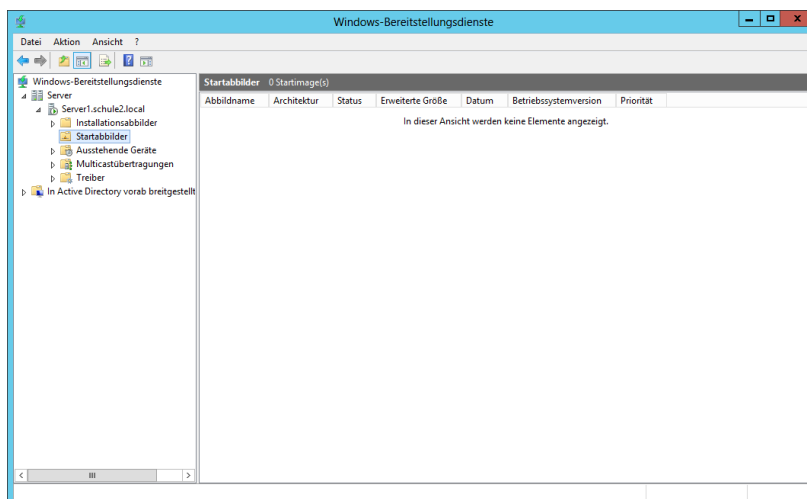 Windows-Bereitstellungsdienste
Datei Aktion Ansicht ?
Windows-Bereitstellungsdienste
Server
Server1.schule2.local
Installationsabbilder
Startabbilder
Ausstehende Geräte
Multicastübertragungen
Treiber
In Active Directory vorab breitgestellt
Startabbilder 0 Startimage(s)
Abbildname Architektur Status Erweiterte Größe Datum Betriebssystemversion Priorität
In dieser Ansicht werden keine Elemente angezeigt.